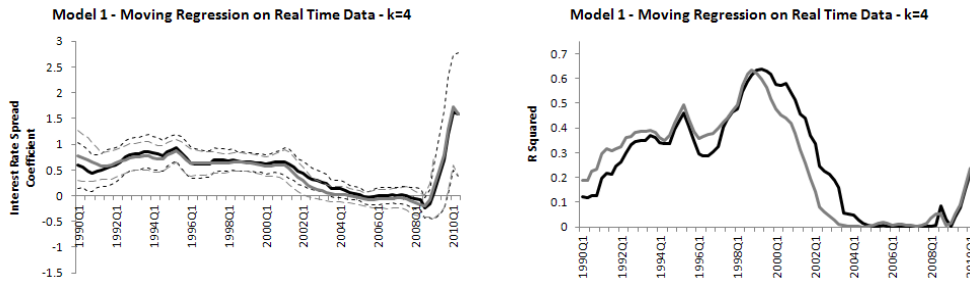 Model 1 - Moving Regression on Real Time Data - k=4
Interest Rate Spread
Coefficient
3
2.5
2
1.5
1
0.5
0
-0.5
-1
-1.5
1990Q1
1992Q1
1994Q1
1996Q1
1998Q1
2000Q1
2002Q1
2004Q1
2006Q1
2008Q1
2010Q1
Model 1 - Moving Regression on Real Time Data - k=4
R Squared
0.7
0.6
0.5
0.4
0.3
0.2
0.1
0
1990Q1
1992Q1
1994Q1
1996Q1
1998Q1
2000Q1
2002Q1
2004Q1
2006Q1
2008Q1
2010Q1